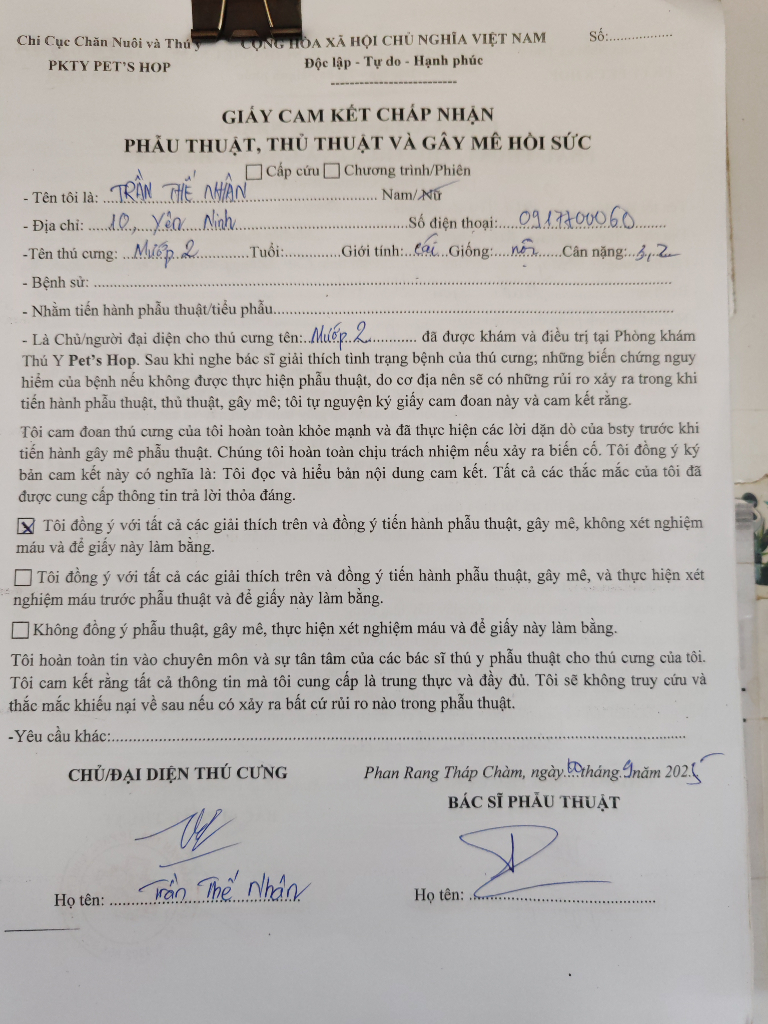 Chi Cục Chăn Nuôi và Thú y CỘNG HÒA XÃ HỘI CHỦ NGHĨA VIỆT NAM Số:.................
PKTY PET'S HOP Độc lập - Tự do - Hạnh phúc
GIẤY CAM KẾT CHẤP NHẬN
PHẪU THUẬT, THỦ THUẬT VÀ GÂY MÊ HỒI SỨC
☐ Cấp cứu ☐ Chương trình/Phiên
- Tên tôi là: TRẦN THẾ NHÂN Nam/Nữ
- Địa chỉ: 10, Yên Ninh Số điện thoại: 0917700060
-Tên thú cưng: Mướp 2 Tuổi:.............Giới tính: cái Giống: Cân nặng: 3,2
- Bệnh sử:
- Nhằm tiến hành phẫu thuật/tiểu phẫu
- Là Chủ/người đại diện cho thú cưng tên: Mướp 2 đã được khám và điều trị tại Phòng khám
Thú Y Pet's Hop. Sau khi nghe bác sĩ giải thích tình trạng bệnh của thú cưng; những biến chứng nguy
hiểm của bệnh nếu không được thực hiện phẫu thuật, do cơ địa nên sẽ có những rủi ro xảy ra trong khi
tiến hành phẫu thuật, thủ thuật, gây mê; tôi tự nguyện ký giấy cam đoan này và cam kết rằng.
Tôi cam đoan thú cưng của tôi hoàn toàn khỏe mạnh và đã thực hiện các lời dặn dò của bsty trước khi
tiến hành gây mê phẫu thuật. Chúng tôi hoàn toàn chịu trách nhiệm nếu xảy ra biến cố. Tôi đồng ý ký
bản cam kết này có nghĩa là: Tôi đọc và hiểu bản nội dung cam kết. Tất cả các thắc mắc của tôi đã
được cung cấp thông tin trả lời thỏa đáng.
☒ Tôi đồng ý với tất cả các giải thích trên và đồng ý tiến hành phẫu thuật, gây mê, không xét nghiệm
máu và để giấy này làm bằng.
☐ Tôi đồng ý với tất cả các giải thích trên và đồng ý tiến hành phẫu thuật, gây mê, và thực hiện xét
nghiệm máu trước phẫu thuật và để giấy này làm bằng.
☐ Không đồng ý phẫu thuật, gây mê, thực hiện xét nghiệm máu và để giấy này làm bằng.
Tôi hoàn toàn tin vào chuyên môn và sự tân tâm của các bác sĩ thú y phẫu thuật cho thú cưng của tôi.
Tôi cam kết rằng tất cả thông tin mà tôi cung cấp là trung thực và đầy đủ. Tôi sẽ không truy cứu và
thắc mắc khiếu nại về sau nếu có xảy ra bất cứ rủi ro nào trong phẫu thuật.
-Yêu cầu khác:
CHỦ/ĐẠI DIỆN THÚ CƯNG Phan Rang Tháp Chàm, ngày tháng 9 năm 2025
BÁC SĨ PHẪU THUẬT
Họ tên: Trần Thế Nhân Họ tên: